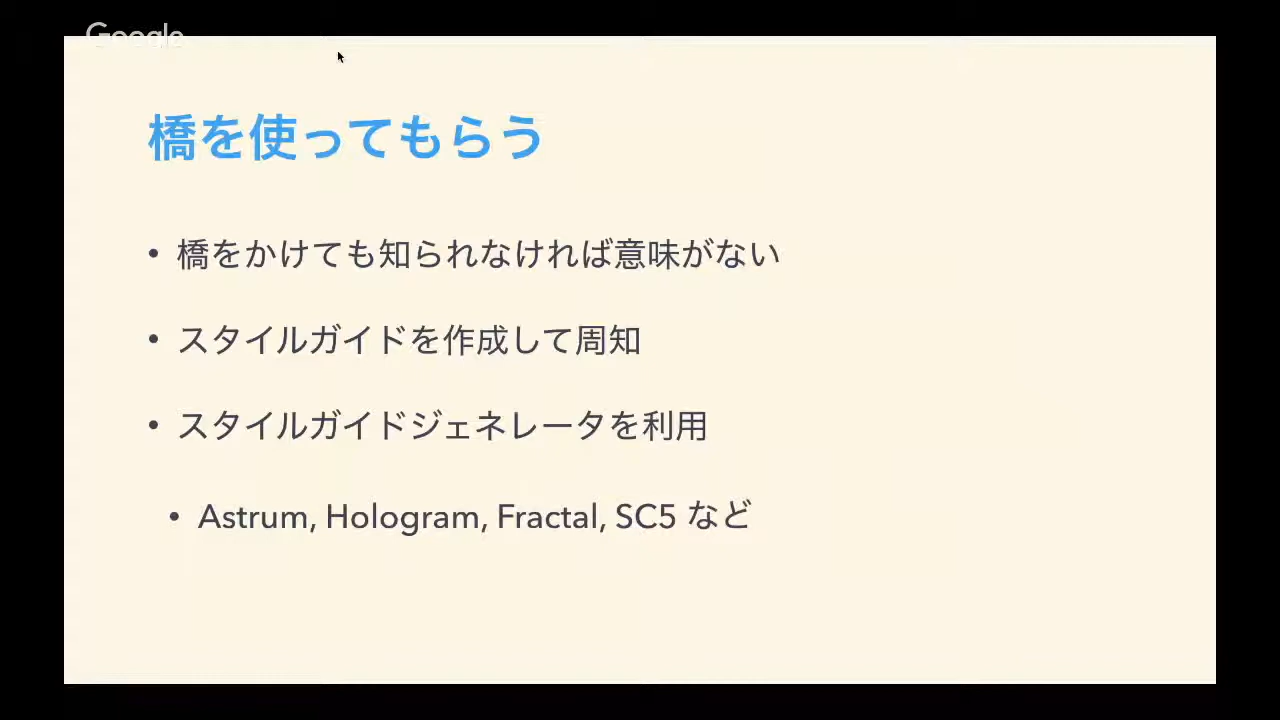 Google
橋を使ってもらう
• 橋をかけても知られなければ意味がない
• スタイルガイドを作成して周知
• スタイルガイドジェネレータを利用
• Astrum, Hologram, Fractal, SC5 など